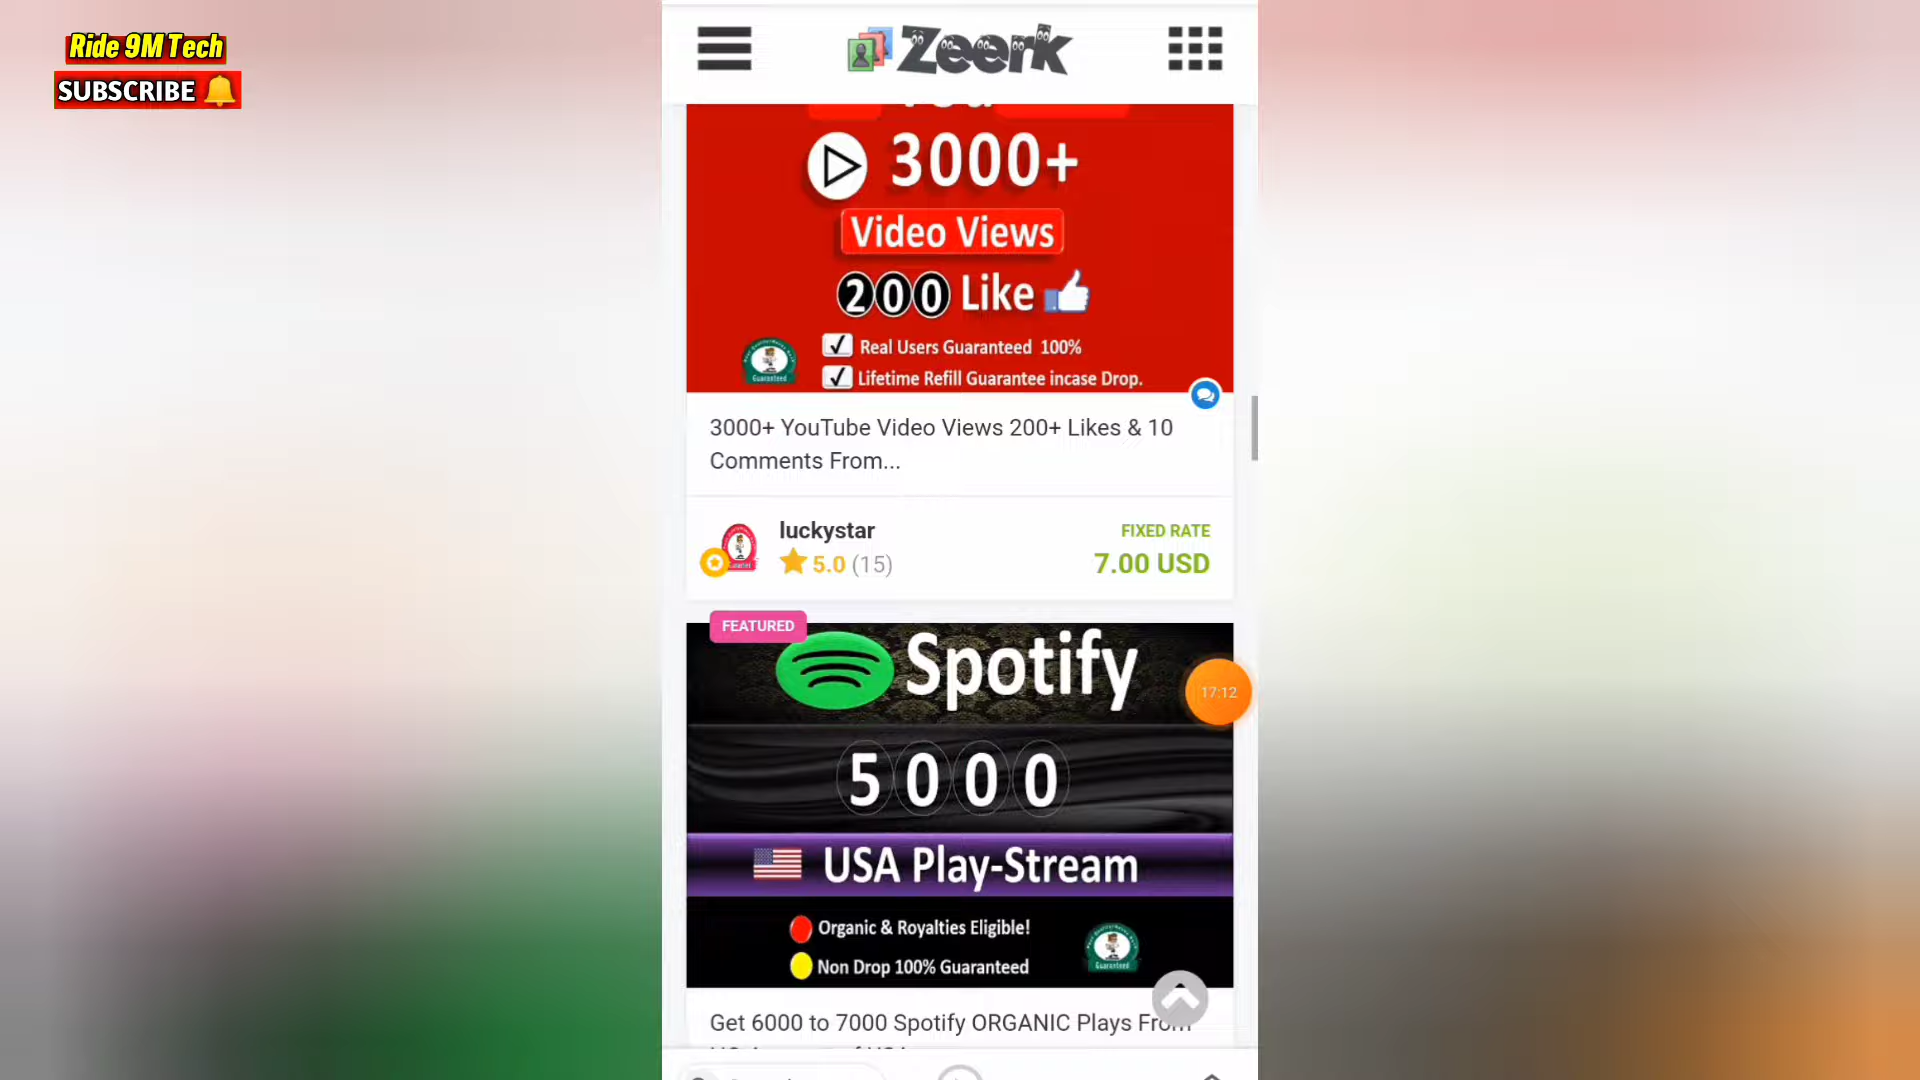 Ride 9M Tech
SUBSCRIBE
Zeerk
3000+
Video Views
200 Like
Real Users Guaranteed 100%
Lifetime Refill Guarantee incase Drop.
Guaranteed
3000+ YouTube Video Views 200+ Likes & 10
Comments From...
luckystar
FIXED RATE
5.0 (15)
7.00 USD
FEATURED
Spotify
17:12
5000
USA Play-Stream
Organic & Royalties Eligible!
Non Drop 100% Guaranteed
Guaranteed
Get 6000 to 7000 Spotify ORGANIC Plays From